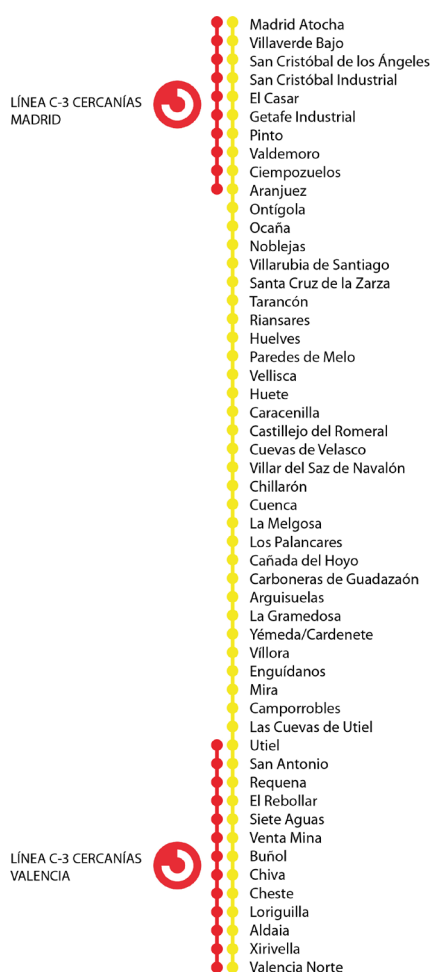 Madrid Atocha
Villaverde Bajo
San Cristóbal de los Ángeles
San Cristóbal Industrial
El Casar
LÍNEA C-3 CERCANÍAS
MADRID
Getafe Industrial
Pinto
Valdemoro
Ciempozuelos
Aranjuez
Ontígola
Ocaña
Noblejas
Villarubia de Santiago
Santa Cruz de la Zarza
Tarancón
Riansares
Huelves
Paredes de Melo
Vellisca
Huete
Caracenilla
Castillejo del Romeral
Cuevas de Velasco
Villar del Saz de Navalón
Chillarón
Cuenca
La Melgosa
Los Palancares
Cañada del Hoyo
Carboneras de Guadazaón
Arguisuelas
La Gramedosa
Yémeda/Cardenete
Víllora
Enguídanos
Mira
Camporrobles
Las Cuevas de Utiel
Utiel
San Antonio
Requena
El Rebollar
Siete Aguas
Venta Mina
Buñol
LÍNEA C-3 CERCANÍAS
VALENCIA
Chiva
Cheste
Loriguilla
Aldaia
Xirivella
Valencia Norte